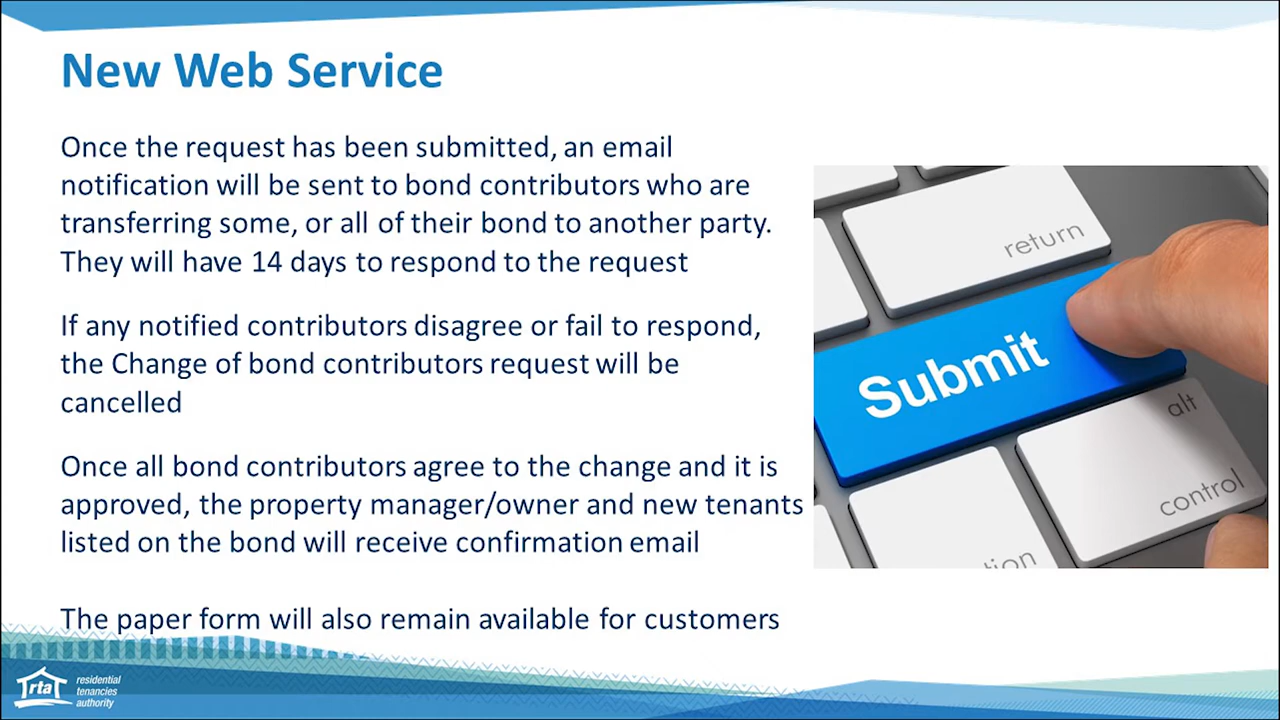 New Web Service
Once the request has been submitted, an email
notification will be sent to bond contributors who are
transferring some, or all of their bond to another party.
They will have 14 days to respond to the request
If any notified contributors disagree or fail to respond,
the Change of bond contributors request will be
cancelled
Once all bond contributors agree to the change and it is
approved, the property manager/owner and new tenants
listed on the bond will receive confirmation email
The paper form will also remain available for customers
return
Submit
alt
control
tion
rta
residential
tenancies
authority